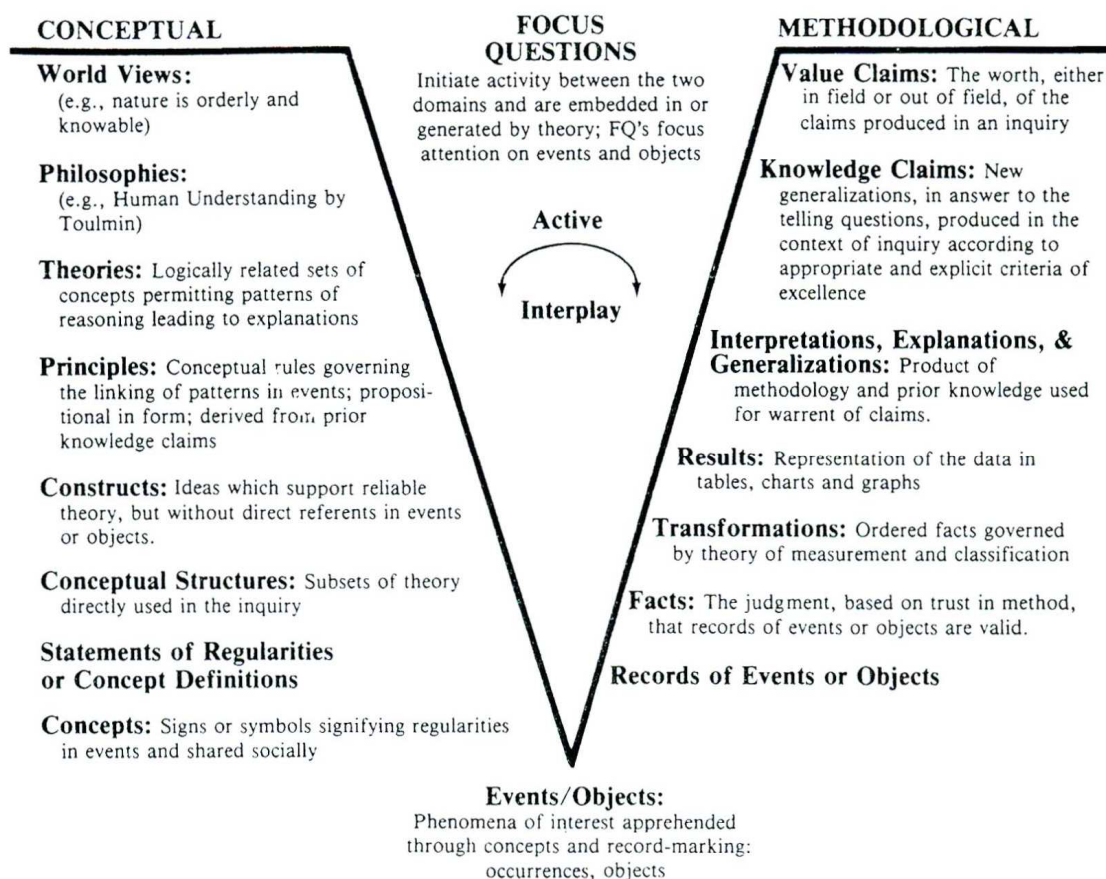 CONCEPTUAL
World Views:
(e.g., nature is orderly and
knowable)
Philosophies:
(e.g., Human Understanding by
Toulmin)
Theories: Logically related sets of
concepts permitting patterns of
reasoning leading to explanations
Principles: Conceptual rules governing
the linking of patterns in events; proposi-
tional in form; derived from prior
knowledge claims
Constructs: Ideas which support reliable
theory, but without direct referents in events
or objects.
Conceptual Structures: Subsets of theory
directly used in the inquiry
Statements of Regularities
or Concept Definitions
Concepts: Signs or symbols signifying regularities
in events and shared socially
FOCUS
QUESTIONS
Initiate activity between the two
domains and are embedded in or
generated by theory; FQ's focus
attention on events and objects
Active
Interplay
METHODOLOGICAL
Value Claims: The worth, either
in field or out of field, of the
claims produced in an inquiry
Knowledge Claims: New
generalizations, in answer to the
telling questions, produced in the
context of inquiry according to
appropriate and explicit criteria of
excellence
Interpretations, Explanations, &
Generalizations: Product of
methodology and prior knowledge used
for warrent of claims.
Results: Representation of the data in
tables, charts and graphs
Transformations: Ordered facts governed
by theory of measurement and classification
Facts: The judgment, based on trust in method,
that records of events or objects are valid.
Records of Events or Objects
Events/Objects:
Phenomena of interest apprehended
through concepts and record-marking:
occurrences, objects